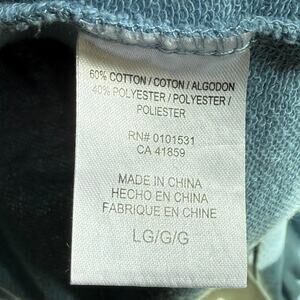 60% COTTON / COTON / ALGODON
40% POLYESTER / POLYESTER /
POLIESTER
RN# 0101531
CA 41859
MADE IN CHINA
HECHO EN CHINA
FABRIQUE EN CHINE
LG/G/G